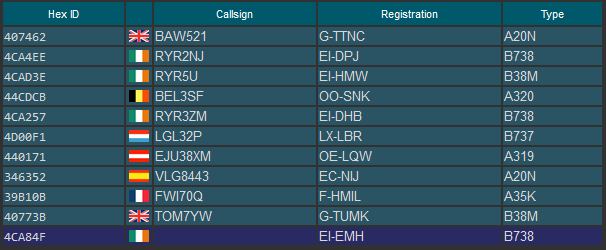 Hex ID Callsign Registration Type
407462 BAW521 G-TTNC A20N
4CA4EE RYR2NJ EI-DPJ B738
4CAD3E RYR5U EI-HMW B38M
44CDCB BEL3SF OO-SNK A320
4CA257 RYR3ZM EI-DHB B738
4D00F1 LGL32P LX-LBR B737
440171 EJU38XM OE-LQW A319
346352 VLG8443 EC-NIJ A20N
39B10B FWI70Q F-HMIL A35K
40773B TOM7YW G-TUMK B38M
4CA84F EI-EMH B738